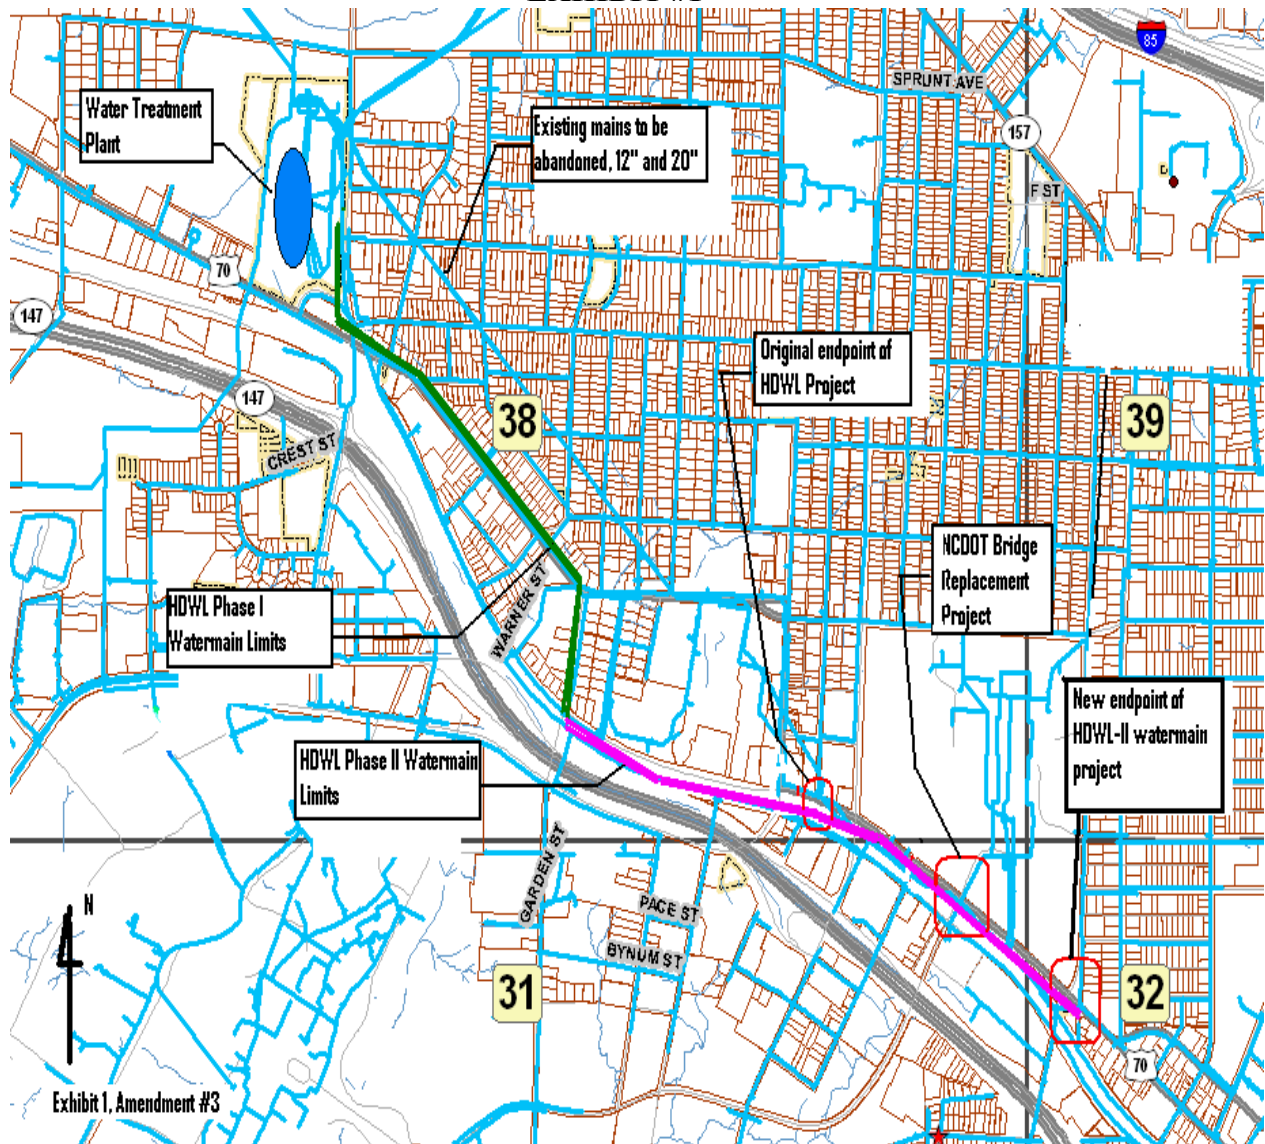 85
SPRUNT AVE
Water Treatment
Plant
Existing mains to be
abandoned, 12" and 20"
157
F ST
70
147
Original endpoint of
HDWL Project
147
38
39
CREST ST
NCDOT Bridge
Replacement
Project
HDWL Phase I
Watermain Limits
WARNER ST
New endpoint of
HDWL-II watermain
project
HDWL Phase II Watermain
Limits
GARDEN ST
PACE ST
BYNUM ST
N
31
32
70
Exhibit 1, Amendment #3